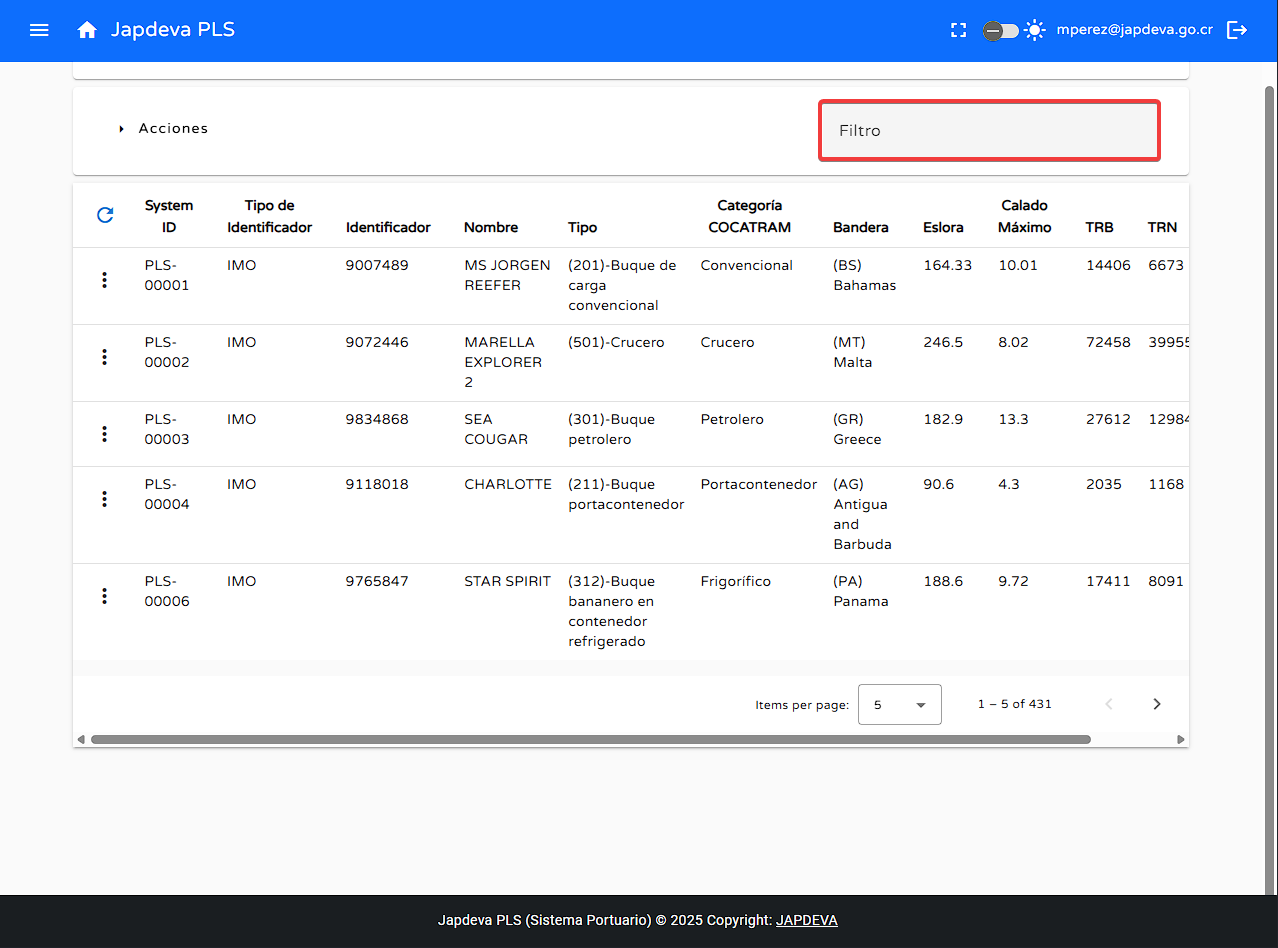 Japdeva PLS
mperez@japdeva.go.cr
Acciones
Filtro
System ID Tipo de Identificador Identificador Nombre Tipo Categoría COCATRAM Bandera Eslora Calado Máximo TRB TRN
PLS-00001 IMO 9007489 MS JORGEN REEFER (201)-Buque de carga convencional Convencional (BS) Bahamas 164.33 10.01 14406 6673
PLS-00002 IMO 9072446 MARELLA EXPLORER 2 (501)-Crucero Crucero (MT) Malta 246.5 8.02 72458 39955
PLS-00003 IMO 9834868 SEA COUGAR (301)-Buque petrolero Petrolero (GR) Greece 182.9 13.3 27612 12984
PLS-00004 IMO 9118018 CHARLOTTE (211)-Buque portacontenedor Portacontenedor (AG) Antigua and Barbuda 90.6 4.3 2035 1168
PLS-00006 IMO 9765847 STAR SPIRIT (312)-Buque bananero en contenedor refrigerado Frigorífico (PA) Panama 188.6 9.72 17411 8091
Items per page: 5 1 – 5 of 431
Japdeva PLS (Sistema Portuario) © 2025 Copyright: JAPDEVA